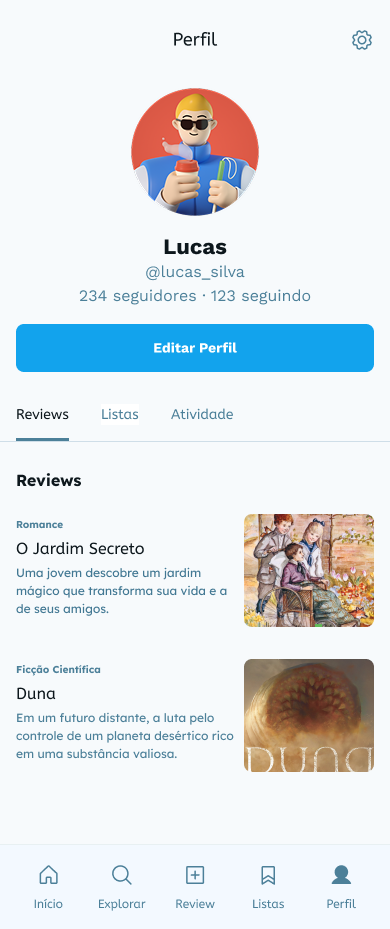 Perfil
Lucas
@lucas_silva
234 seguidores · 123 seguindo
Editar Perfil
Reviews Listas Atividade
Reviews
Romance
O Jardim Secreto
Uma jovem descobre um jardim
mágico que transforma sua vida e a
de seus amigos.
Ficção Científica
Duna
Em um futuro distante, a luta pelo
controle de um planeta desértico rico
em uma substância valiosa.
DUNA
Início Explorar Review Listas Perfil